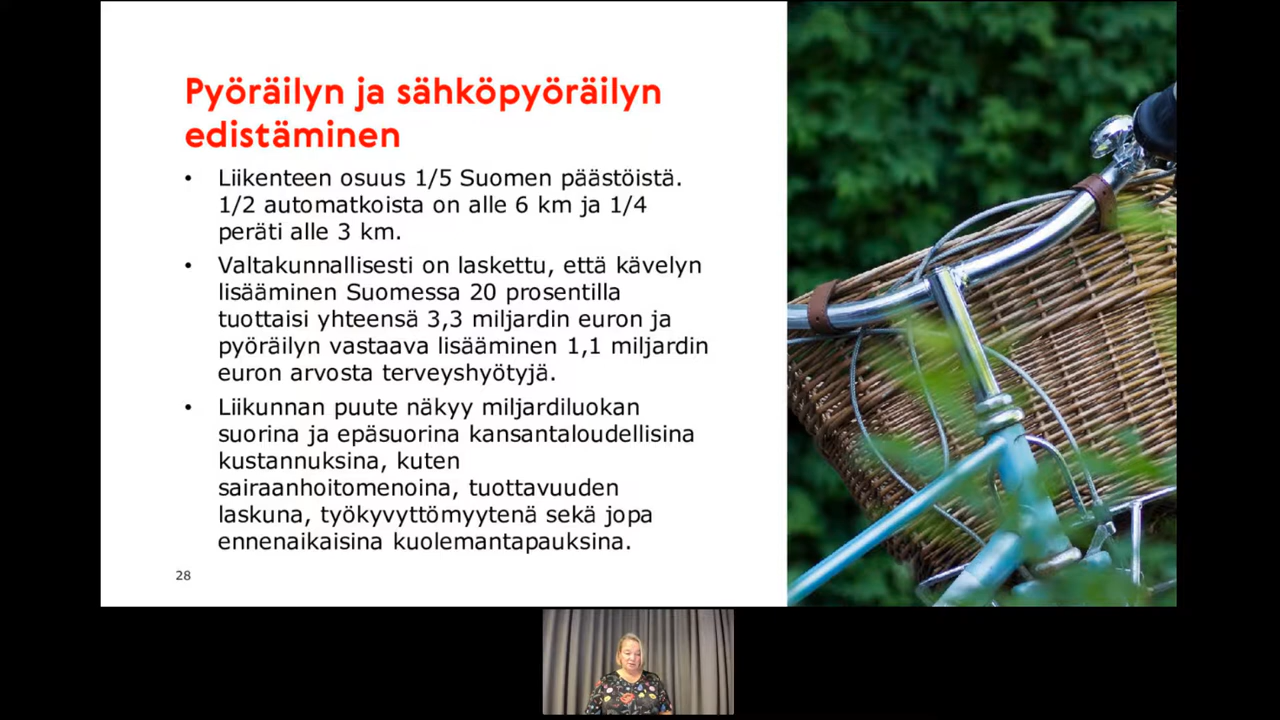 Pyöräilyn ja sähköpyöräilyn
edistäminen
• Liikenteen osuus 1/5 Suomen päästöistä.
1/2 automatkoista on alle 6 km ja 1/4
peräti alle 3 km.
• Valtakunnallisesti on laskettu, että kävelyn
lisääminen Suomessa 20 prosentilla
tuottaisi yhteensä 3,3 miljardin euron ja
pyöräilyn vastaava lisääminen 1,1 miljardin
euron arvosta terveyshyötyjä.
• Liikunnan puute näkyy miljardiluokan
suorina ja epäsuorina kansantaloudellisina
kustannuksina, kuten
sairaanhoitomenoina, tuottavuuden
laskuna, työkyvyttömyytenä sekä jopa
ennenaikaisina kuolemantapauksina.
28